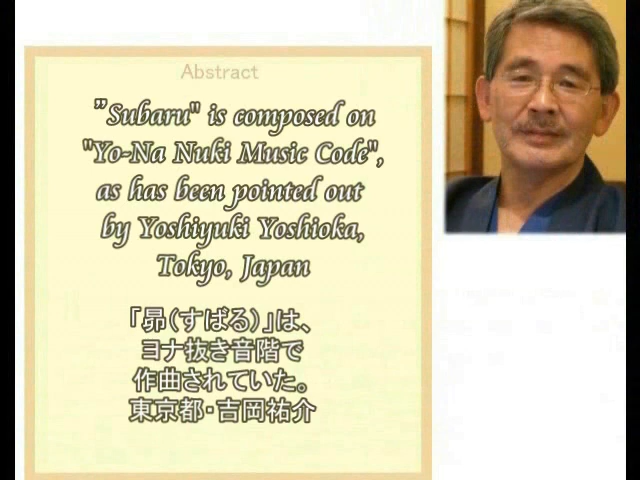 Abstract
”Subaru" is composed on
"Yo-Na Nuki Music Code",
as has been pointed out
by Yoshiyuki Yoshioka,
Tokyo, Japan
「昴（すばる）」は、
ヨナ抜き音階で
作曲されていた。
東京都・吉岡祐介